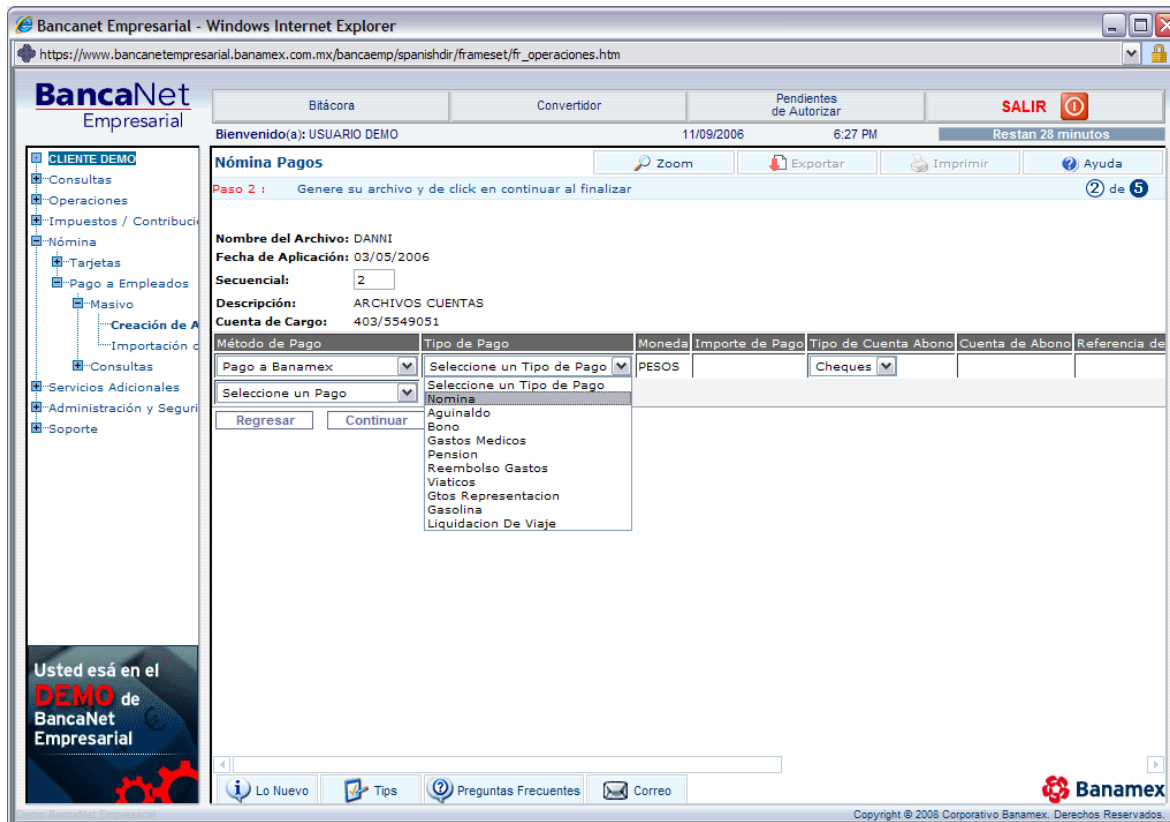 Bancanet Empresarial - Windows Internet Explorer
https://www.bancanetempresarial.banamex.com.mx/bancaemp/spanishdir/frameset/fr_operaciones.htm
BancaNet
Empresarial
Bitácora
Convertidor
Pendientes
de Autorizar
SALIR
Bienvenido(a): USUARIO DEMO
11/09/2006
6:27 PM
Restan 28 minutos
CLIENTE DEMO
Consultas
Operaciones
Impuestos / Contribuci
Nómina
Tarjetas
Pago a Empleados
Masivo
Creación de A
Importación c
Consultas
Servicios Adicionales
Administración y Seguri
Soporte
Nómina Pagos
Zoom
Exportar
Imprimir
Ayuda
Paso 2 : Genere su archivo y de click en continuar al finalizar
2 de 5
Nombre del Archivo: DANNI
Fecha de Aplicación: 03/05/2006
Secuencial: 2
Descripción: ARCHIVOS CUENTAS
Cuenta de Cargo: 403/5549051
Método de Pago Tipo de Pago Moneda Importe de Pago Tipo de Cuenta Abono Cuenta de Abono Referencia de
Pago a Banamex Seleccione un Tipo de Pago PESOS Cheques
Seleccione un Pago
Seleccione un Tipo de Pago
Nomina
Aguinaldo
Bono
Gastos Medicos
Pension
Reembolso Gastos
Viaticos
Gtos Representacion
Gasolina
Liquidacion De Viaje
Regresar Continuar
Usted esá en el
DEMO de
BancaNet
Empresarial
Lo Nuevo
Tips
Preguntas Frecuentes
Correo
Banamex
Demo BancaNet Empresarial
Copyright © 2008 Corporativo Banamex. Derechos Reservados.